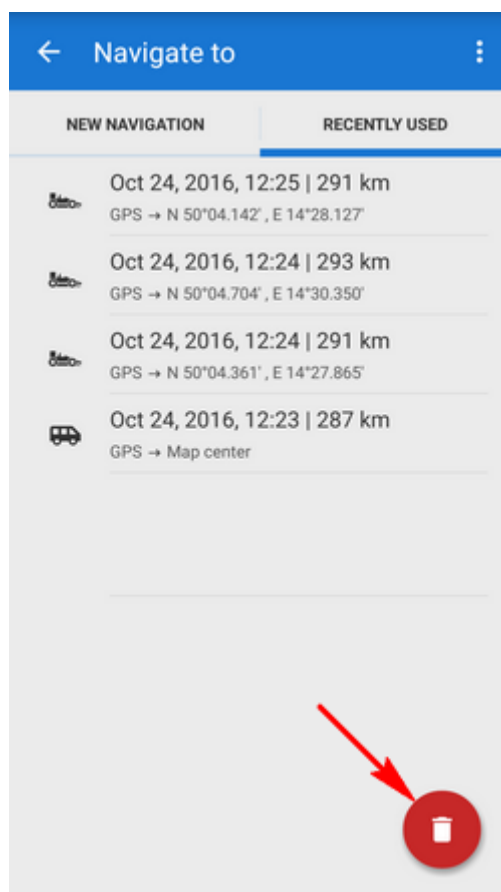 Navigate to
NEW NAVIGATION
RECENTLY USED
Oct 24, 2016, 12:25 | 291 km
GPS → N 50°04.142', E 14°28.127'
Oct 24, 2016, 12:24 | 293 km
GPS → N 50°04.704', E 14°30.350'
Oct 24, 2016, 12:24 | 291 km
GPS → N 50°04.361', E 14°27.865'
Oct 24, 2016, 12:23 | 287 km
GPS → Map center